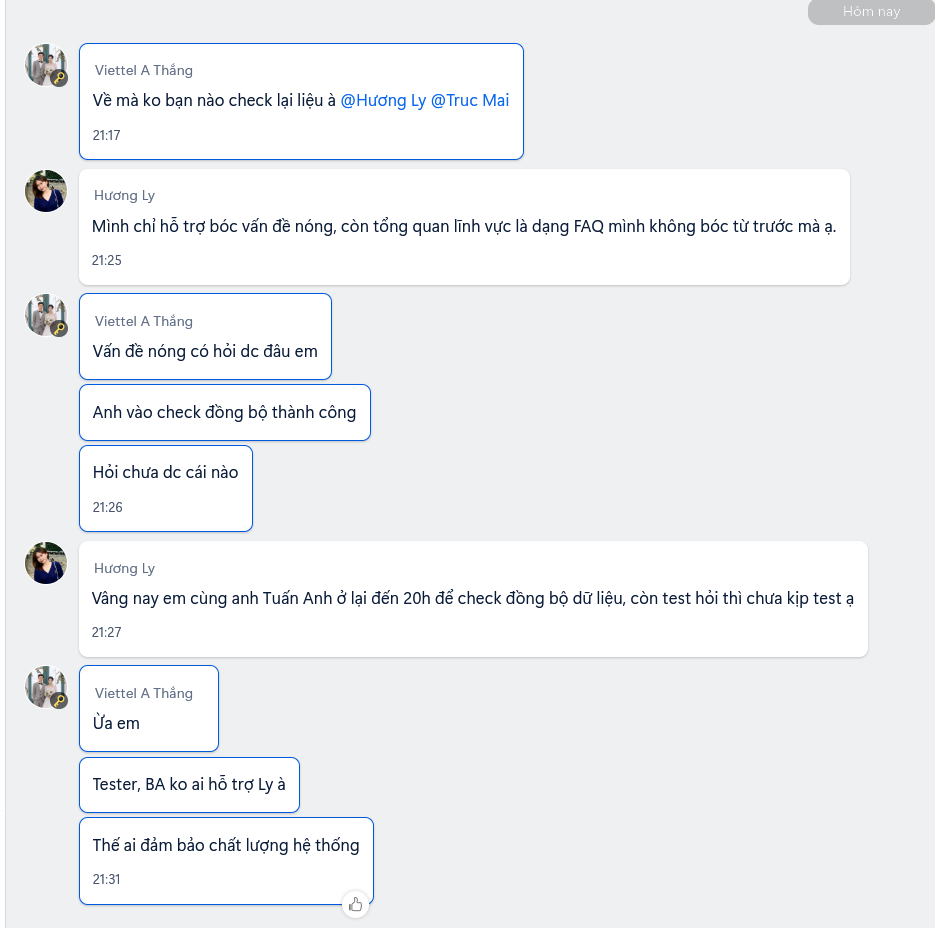 Hôm nay
Viettel A Thắng
Về mà ko bạn nào check lại liệu à @Hương Ly @Truc Mai
21:17
Hương Ly
Mình chỉ hỗ trợ bóc vấn đề nóng, còn tổng quan lĩnh vực là dạng FAQ mình không bóc từ trước mà ạ.
21:25
Viettel A Thắng
Vấn đề nóng có hỏi dc đâu em
Anh vào check đồng bộ thành công
Hỏi chưa dc cái nào
21:26
Hương Ly
Vâng nay em cùng anh Tuấn Anh ở lại đến 20h để check đồng bộ dữ liệu, còn test hỏi thì chưa kịp test ạ
21:27
Viettel A Thắng
Ừa em
Tester, BA ko ai hỗ trợ Ly à
Thế ai đảm bảo chất lượng hệ thống
21:31